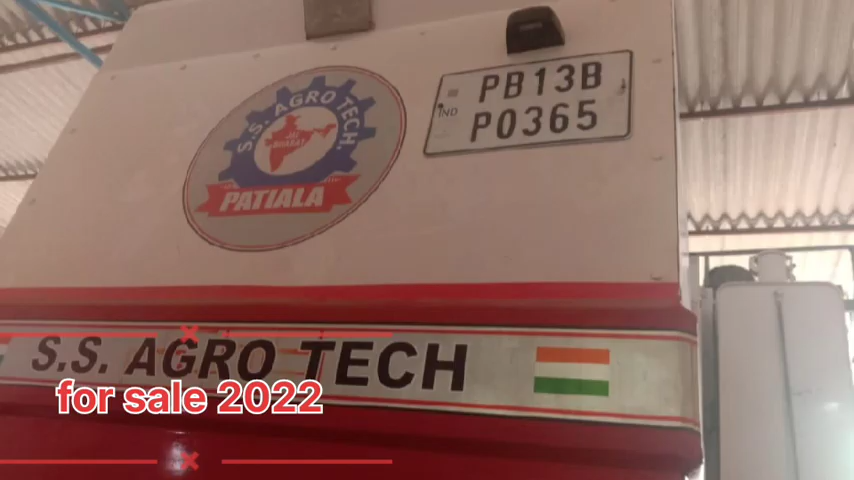 S.S. AGRO TECH.
JAI
BHARAT
PATIALA
PB13B
IND
P0365
S.S. AGRO TECH
for sale 2022